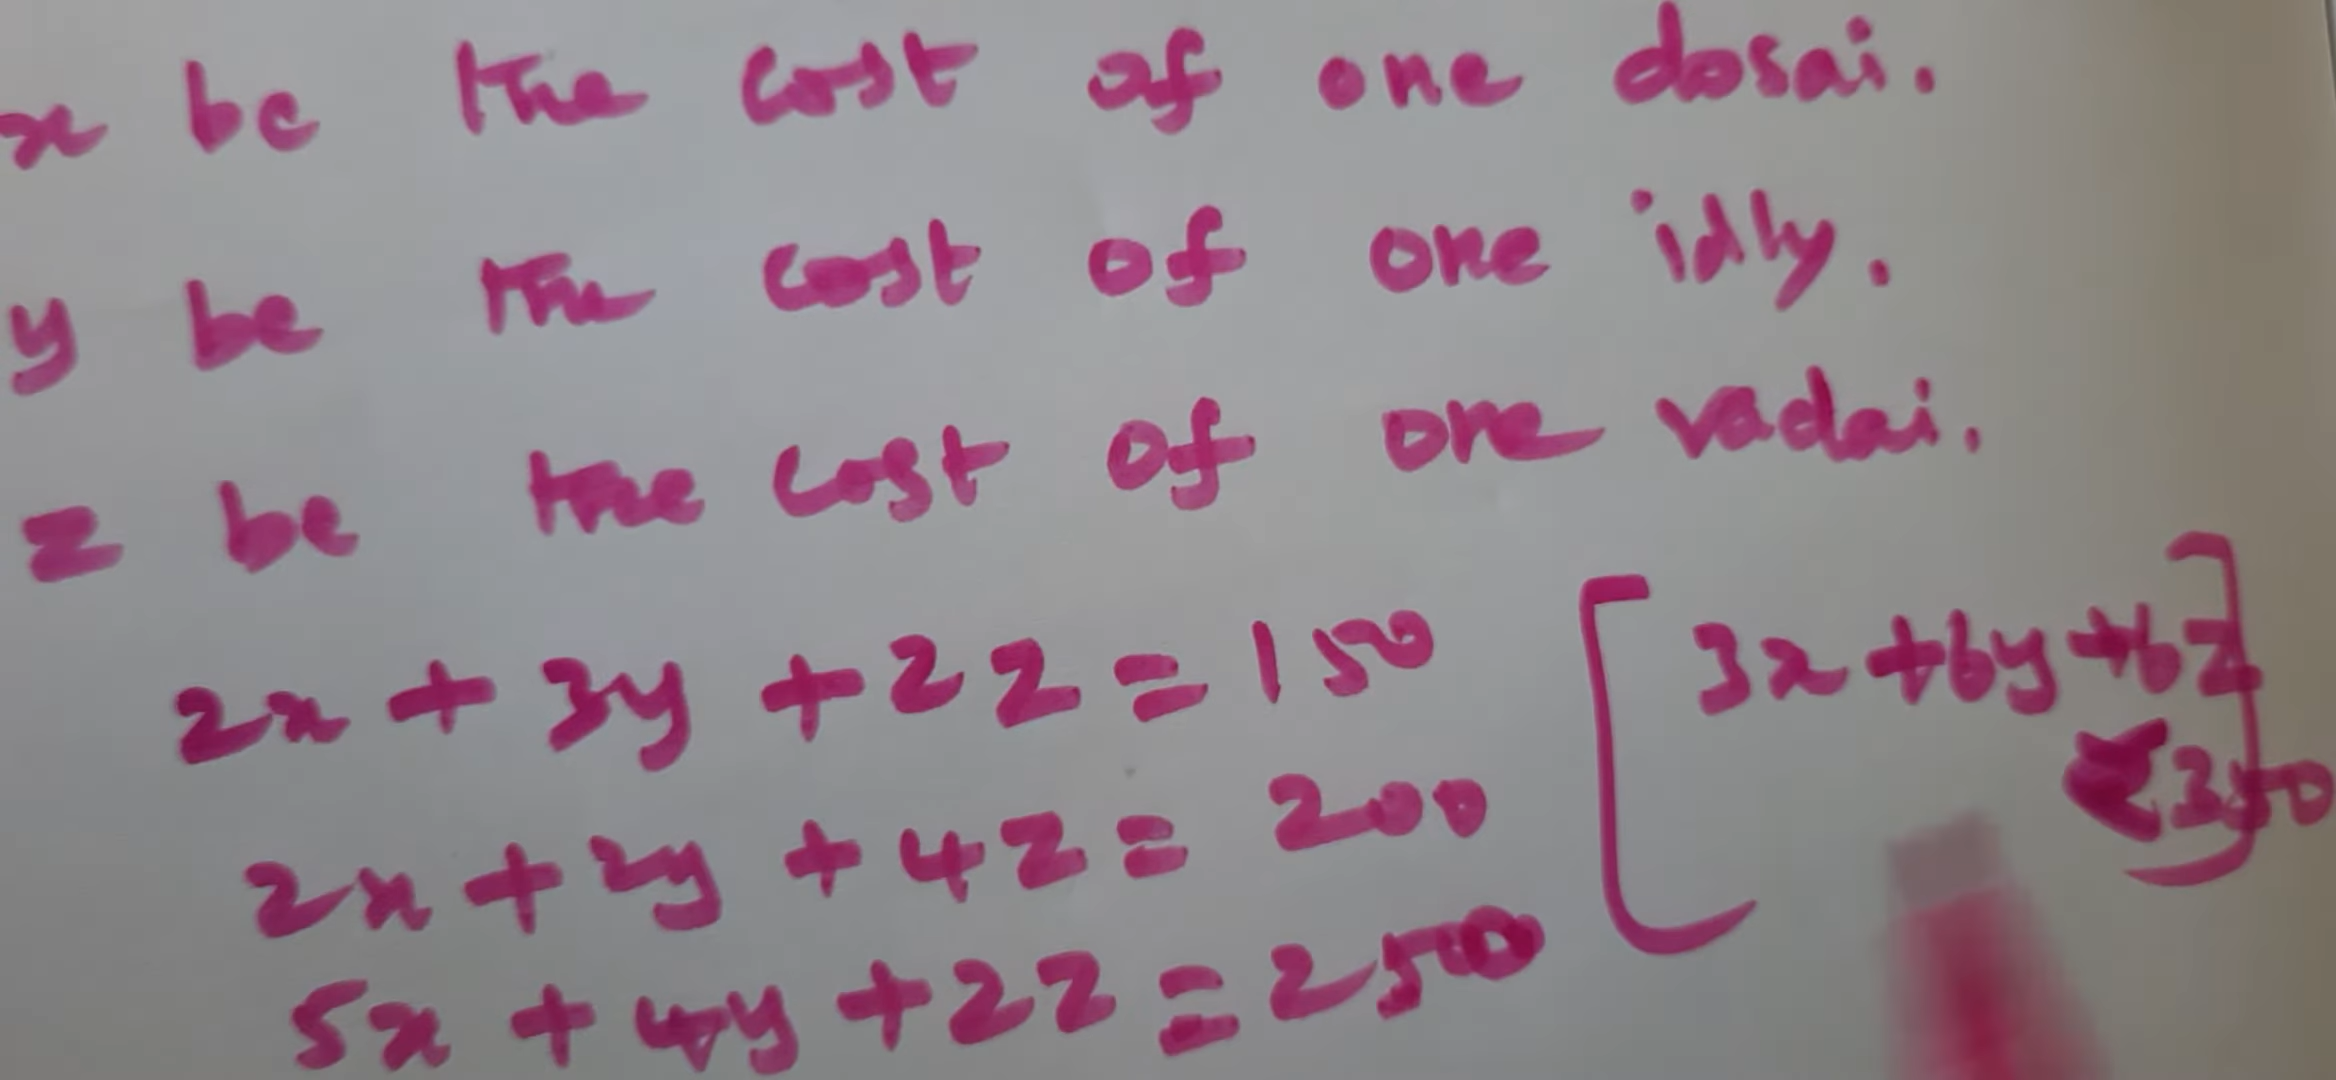 x be the cost of one dosai.
y be the cost of one idly.
z be the cost of one vadai.
2x + 3y + 2z = 150
2x + 2y + 4z = 200
5x + 4y + 2z = 250
[3x + 6y + 6z
≤ 350]